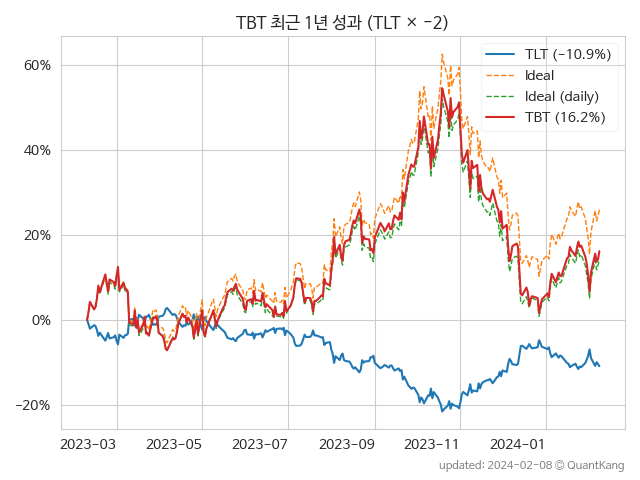 TBT 최근 1년 성과 (TLT × −2)
TLT (−10.9%)
Ideal
Ideal (daily)
TBT (16.2%)
60%
40%
20%
0%
−20%
2023-03 2023-05 2023-07 2023-09 2023-11 2024-01
updated: 2024-02-08 © QuantKang